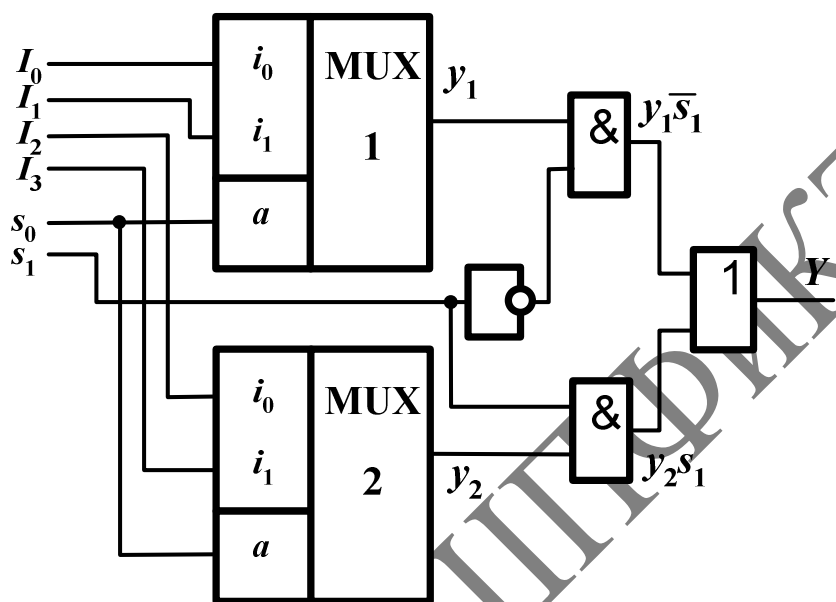 I₀
I₁
I₂
I₃
s₀
s₁
i₀
i₁
a
MUX
1
y₁
&
y₁s̅₁
1
Y
i₀
i₁
a
MUX
2
y₂
&
y₂s₁